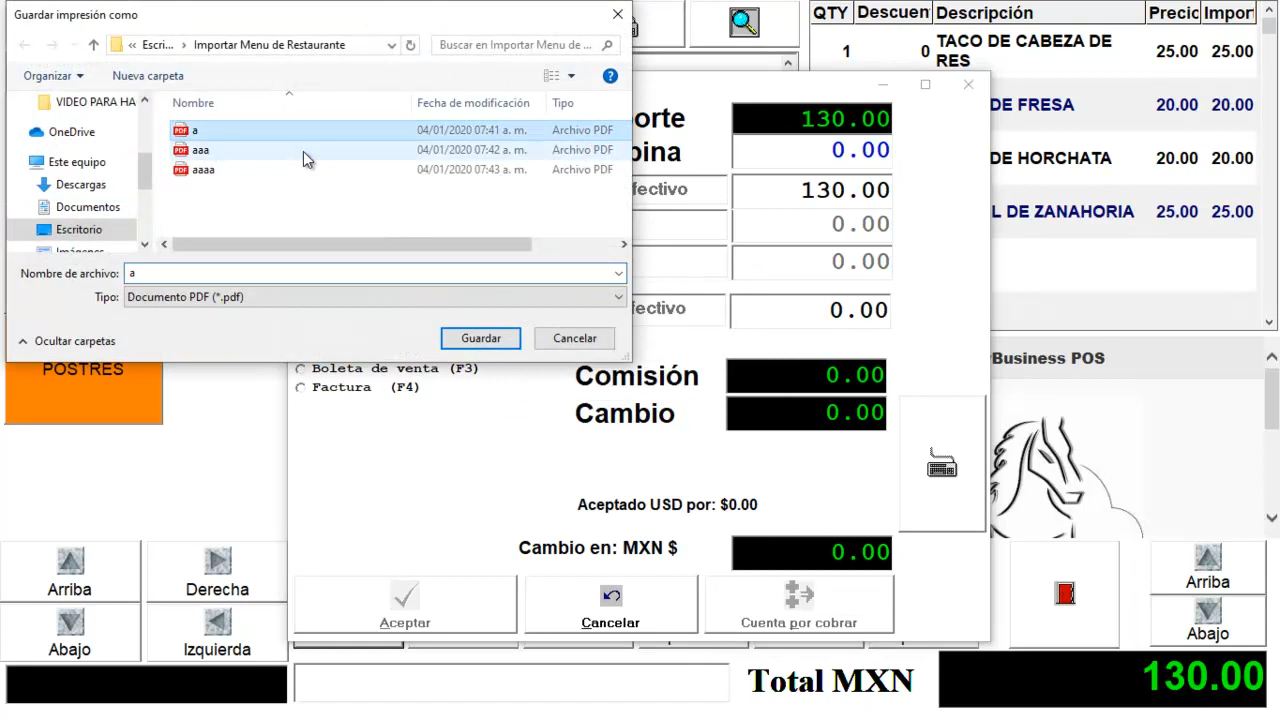 Guardar impresión como
« Escri... › Importar Menu de Restaurante
Buscar en Importar Menu de ...
Organizar
Nueva carpeta
VIDEO PARA HA
OneDrive
Este equipo
Descargas
Documentos
Escritorio
Imágenes
Nombre Fecha de modificación Tipo
a 04/01/2020 07:41 a. m. Archivo PDF
aaa 04/01/2020 07:42 a. m. Archivo PDF
aaaa 04/01/2020 07:43 a. m. Archivo PDF
Nombre de archivo: a
Tipo: Documento PDF (*.pdf)
Ocultar carpetas
Guardar
Cancelar
QTY Descuen Descripción Precio Impor
1 0 TACO DE CABEZA DE RES 25.00 25.00
DE FRESA 20.00 20.00
DE HORCHATA 20.00 20.00
L DE ZANAHORIA 25.00 25.00
orte 130.00
pina 0.00
fectivo 130.00
0.00
0.00
fectivo 0.00
Boleta de venta (F3)
Factura (F4)
Comisión 0.00
Cambio 0.00
Aceptado USD por: $0.00
Cambio en: MXN $ 0.00
Aceptar
Cancelar
Cuenta por cobrar
Business POS
POSTRES
Arriba
Derecha
Abajo
Izquierda
Arriba
Abajo
Total MXN 130.00